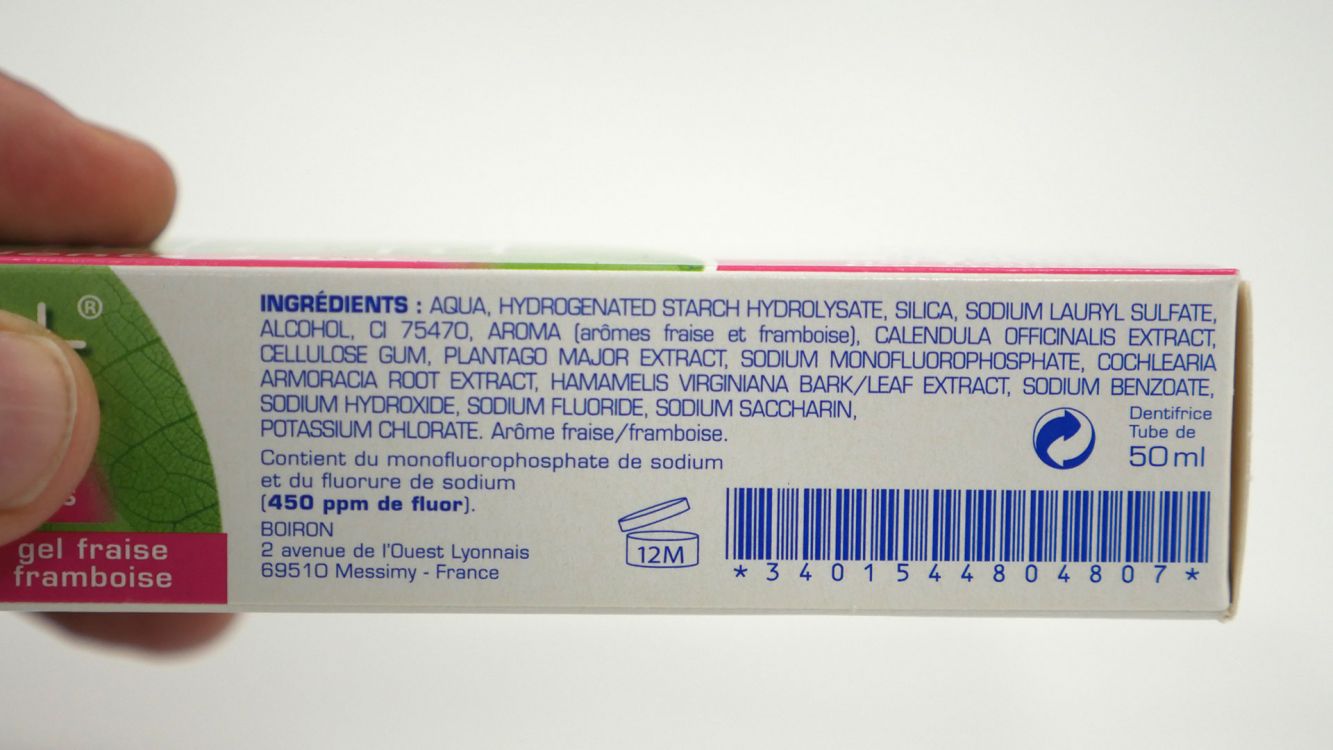 ®
gel fraise
framboise
INGRÉDIENTS : AQUA, HYDROGENATED STARCH HYDROLYSATE, SILICA, SODIUM LAURYL SULFATE,
ALCOHOL, CI 75470, AROMA (arômes fraise et framboise), CALENDULA OFFICINALIS EXTRACT,
CELLULOSE GUM, PLANTAGO MAJOR EXTRACT, SODIUM MONOFLUOROPHOSPHATE, COCHLEARIA
ARMORACIA ROOT EXTRACT, HAMAMELIS VIRGINIANA BARK/LEAF EXTRACT, SODIUM BENZOATE,
SODIUM HYDROXIDE, SODIUM FLUORIDE, SODIUM SACCHARIN,
POTASSIUM CHLORATE. Arôme fraise/framboise.
Contient du monofluorophosphate de sodium
et du fluorure de sodium
(450 ppm de fluor).
BOIRON
2 avenue de l'Ouest Lyonnais
69510 Messimy - France
12M
Dentifrice
Tube de
50 ml
*3401544804807*